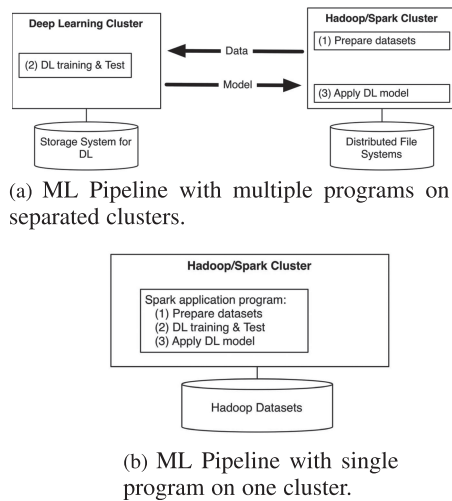 Deep Learning Cluster
(2) DL training & Test
Storage System for
DL
Data
Model
Hadoop/Spark Cluster
(1) Prepare datasets
(3) Apply DL model
Distributed File
Systems
(a) ML Pipeline with multiple programs on
separated clusters.
Hadoop/Spark Cluster
Spark application program:
(1) Prepare datasets
(2) DL training & Test
(3) Apply DL model
Hadoop Datasets
(b) ML Pipeline with single
program on one cluster.